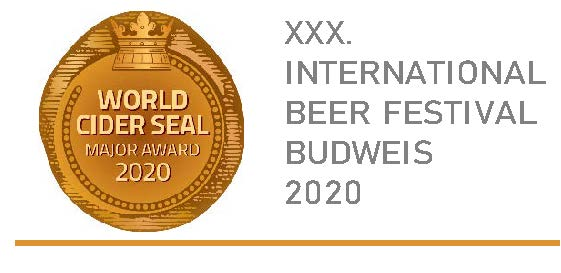 WORLD
CIDER SEAL
MAJOR AWARD
2020
XXX.
INTERNATIONAL
BEER FESTIVAL
BUDWEIS
2020